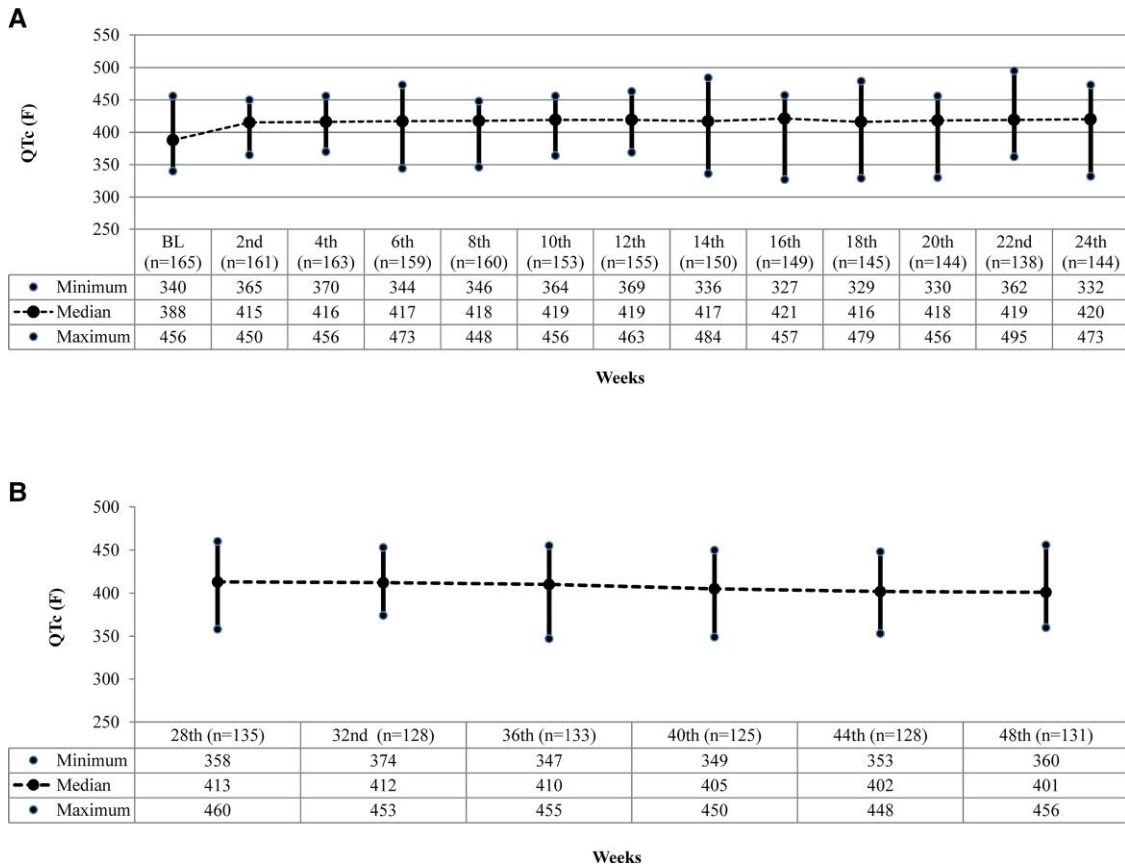 A
550
500
450
400
350
300
250
QTc (F)
BL 2nd 4th 6th 8th 10th 12th 14th 16th 18th 20th 22nd 24th
(n=165) (n=161) (n=163) (n=159) (n=160) (n=153) (n=155) (n=150) (n=149) (n=145) (n=144) (n=138) (n=144)
Minimum 340 365 370 344 346 364 369 336 327 329 330 362 332
Median 388 415 416 417 418 419 419 417 421 416 418 419 420
Maximum 456 450 456 473 448 456 463 484 457 479 456 495 473
Weeks
B
500
450
400
350
300
250
QTc (F)
28th (n=135) 32nd (n=128) 36th (n=133) 40th (n=125) 44th (n=128) 48th (n=131)
Minimum 358 374 347 349 353 360
Median 413 412 410 405 402 401
Maximum 460 453 455 450 448 456
Weeks